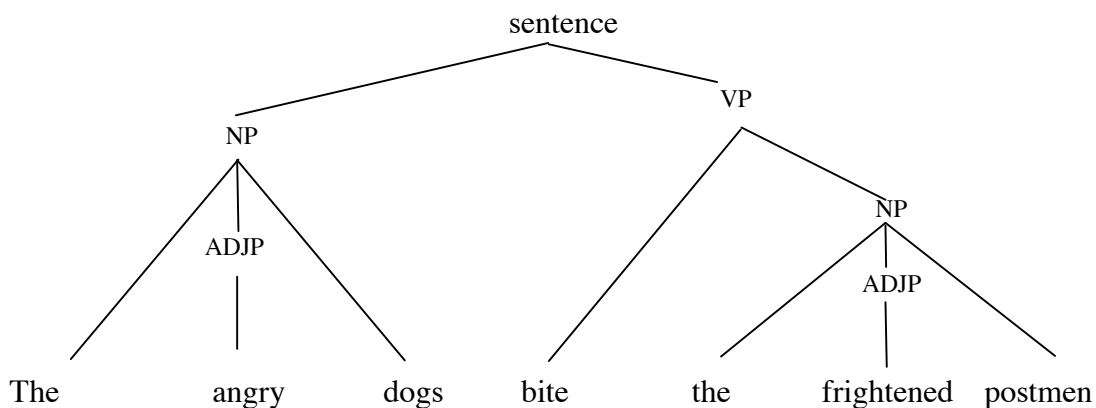 sentence
VP
NP
NP
ADJP
ADJP
The angry dogs bite the frightened postmen